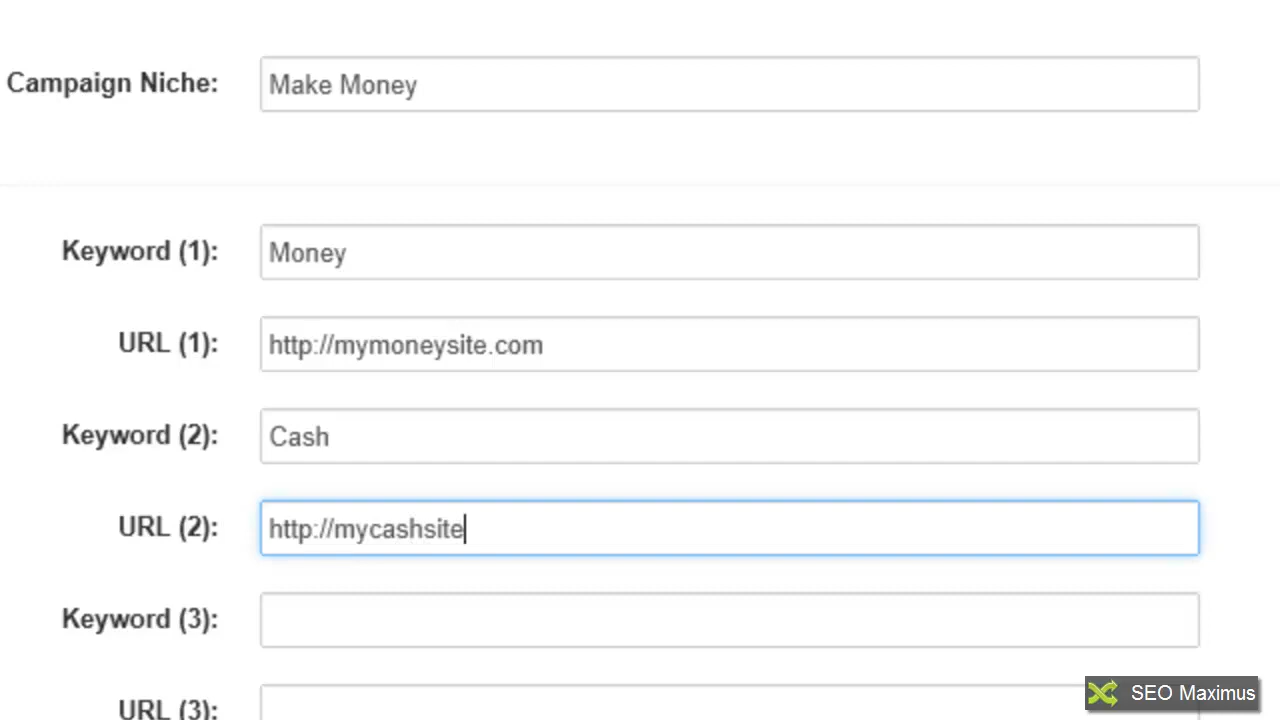 Campaign Niche: Make Money
Keyword (1): Money
URL (1): http://mymoneysite.com
Keyword (2): Cash
URL (2): http://mycashsite
Keyword (3):
URL (3):
SEO Maximus